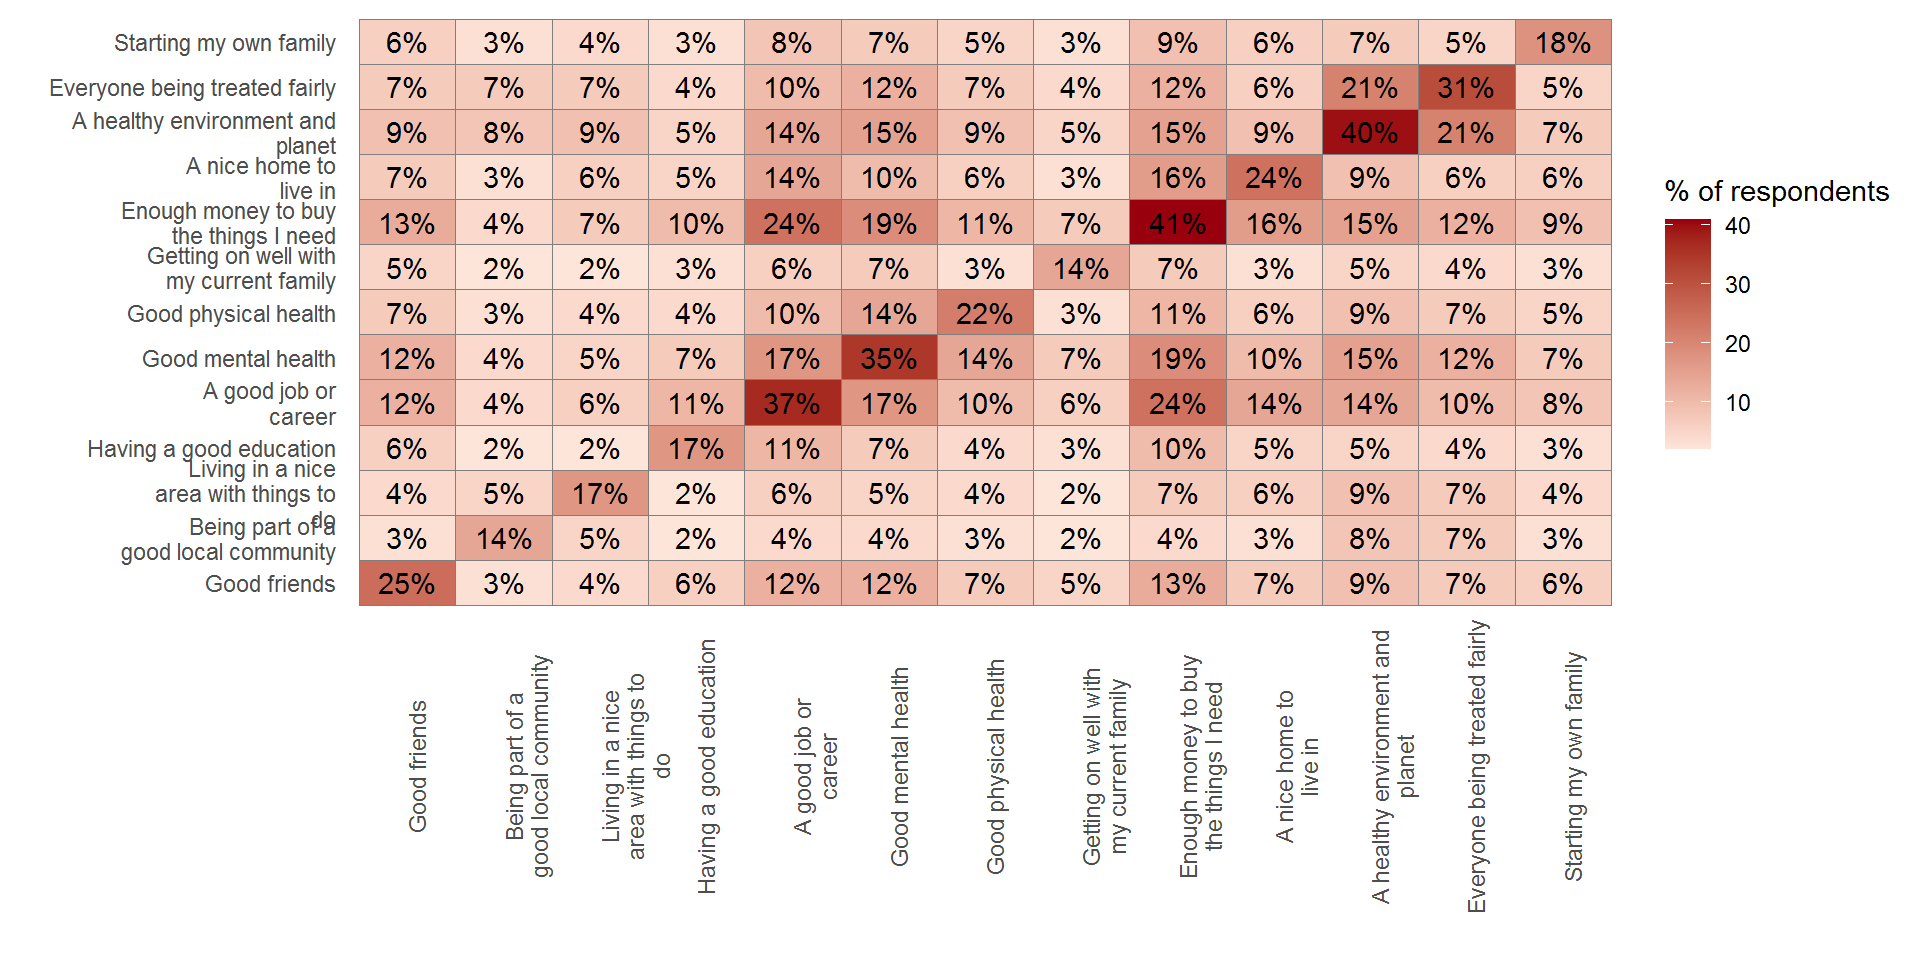 Starting my own family 6% 3% 4% 3% 8% 7% 5% 3% 9% 6% 7% 5% 18%
Everyone being treated fairly 7% 7% 7% 4% 10% 12% 7% 4% 12% 6% 21% 31% 5%
A healthy environment and
planet
9% 8% 9% 5% 14% 15% 9% 5% 15% 9% 40% 21% 7%
A nice home to
live in
7% 3% 6% 5% 14% 10% 6% 3% 16% 24% 9% 6% 6%
Enough money to buy
the things I need
13% 4% 7% 10% 24% 19% 11% 7% 41% 16% 15% 12% 9%
Getting on well with
my current family
5% 2% 2% 3% 6% 7% 3% 14% 7% 3% 5% 4% 3%
Good physical health 7% 3% 4% 4% 10% 14% 22% 3% 11% 6% 9% 7% 5%
Good mental health 12% 4% 5% 7% 17% 35% 14% 7% 19% 10% 15% 12% 7%
A good job or
career
12% 4% 6% 11% 37% 17% 10% 6% 24% 14% 14% 10% 8%
Having a good education 6% 2% 2% 17% 11% 7% 4% 3% 10% 5% 5% 4% 3%
Living in a nice
area with things to
do
4% 5% 17% 2% 6% 5% 4% 2% 7% 6% 9% 7% 4%
Being part of a
good local community
3% 14% 5% 2% 4% 4% 3% 2% 4% 3% 8% 7% 3%
Good friends 25% 3% 4% 6% 12% 12% 7% 5% 13% 7% 9% 7% 6%
Good friends
Being part of a
good local community
Living in a nice
area with things to
do
Having a good education
A good job or
career
Good mental health
Good physical health
Getting on well with
my current family
Enough money to buy
the things I need
A nice home to
live in
A healthy environment and
planet
Everyone being treated fairly
Starting my own family
% of respondents
40
30
20
10